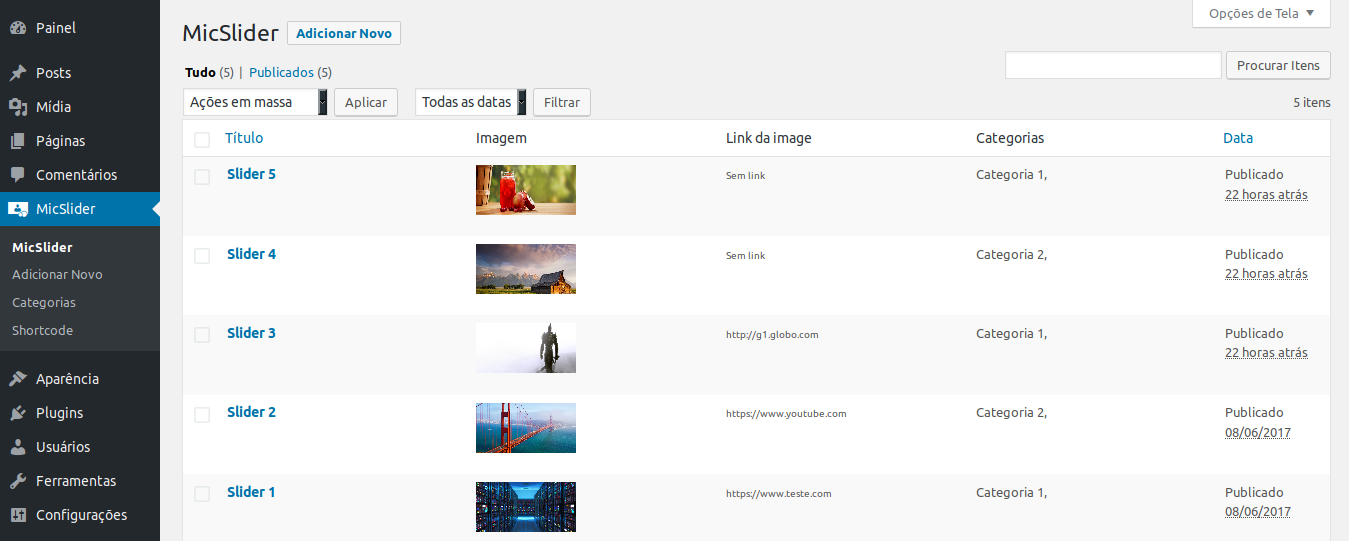 Painel
Posts
Mídia
Páginas
Comentários
MicSlider
MicSlider
Adicionar Novo
Categorias
Shortcode
Aparência
Plugins
Usuários
Ferramentas
Configurações
Opções de Tela
MicSlider Adicionar Novo
Tudo (5) | Publicados (5)
Procurar Itens
Ações em massa Aplicar Todas as datas Filtrar 5 itens
Título Imagem Link da image Categorias Data
Slider 5 Sem link Categoria 1, Publicado
22 horas atrás
Slider 4 Sem link Categoria 2, Publicado
22 horas atrás
Slider 3 http://g1.globo.com Categoria 1, Publicado
22 horas atrás
Slider 2 https://www.youtube.com Categoria 2, Publicado
08/06/2017
Slider 1 https://www.teste.com Categoria 1, Publicado
08/06/2017